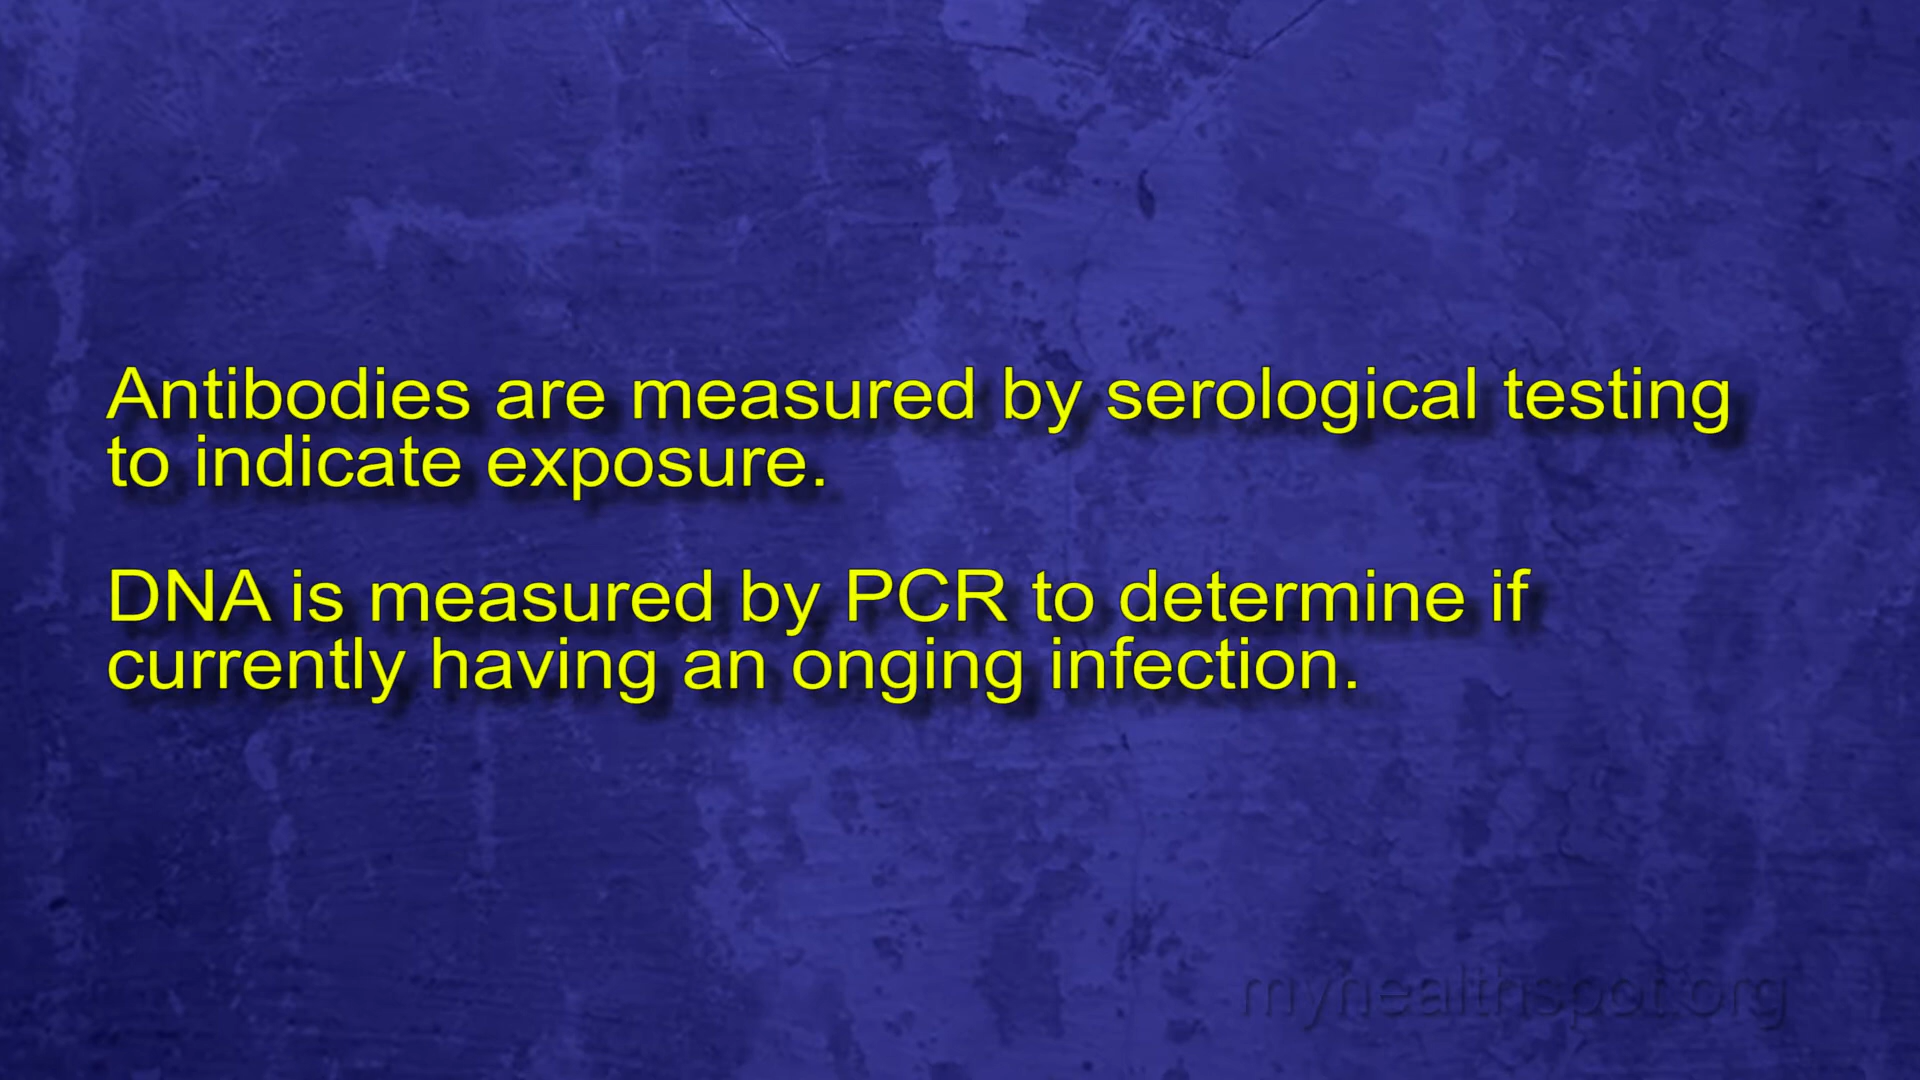 Antibodies are measured by serological testing
to indicate exposure.
DNA is measured by PCR to determine if
currently having an onging infection.
myhealthspot.org